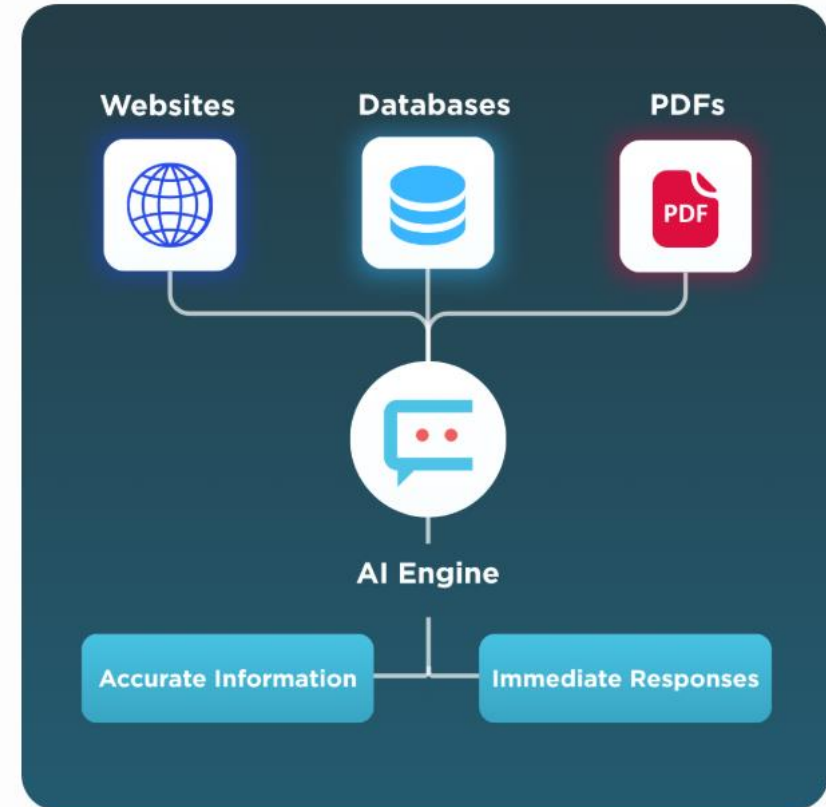 Websites
Databases
PDFs
PDF
AI Engine
Accurate Information
Immediate Responses